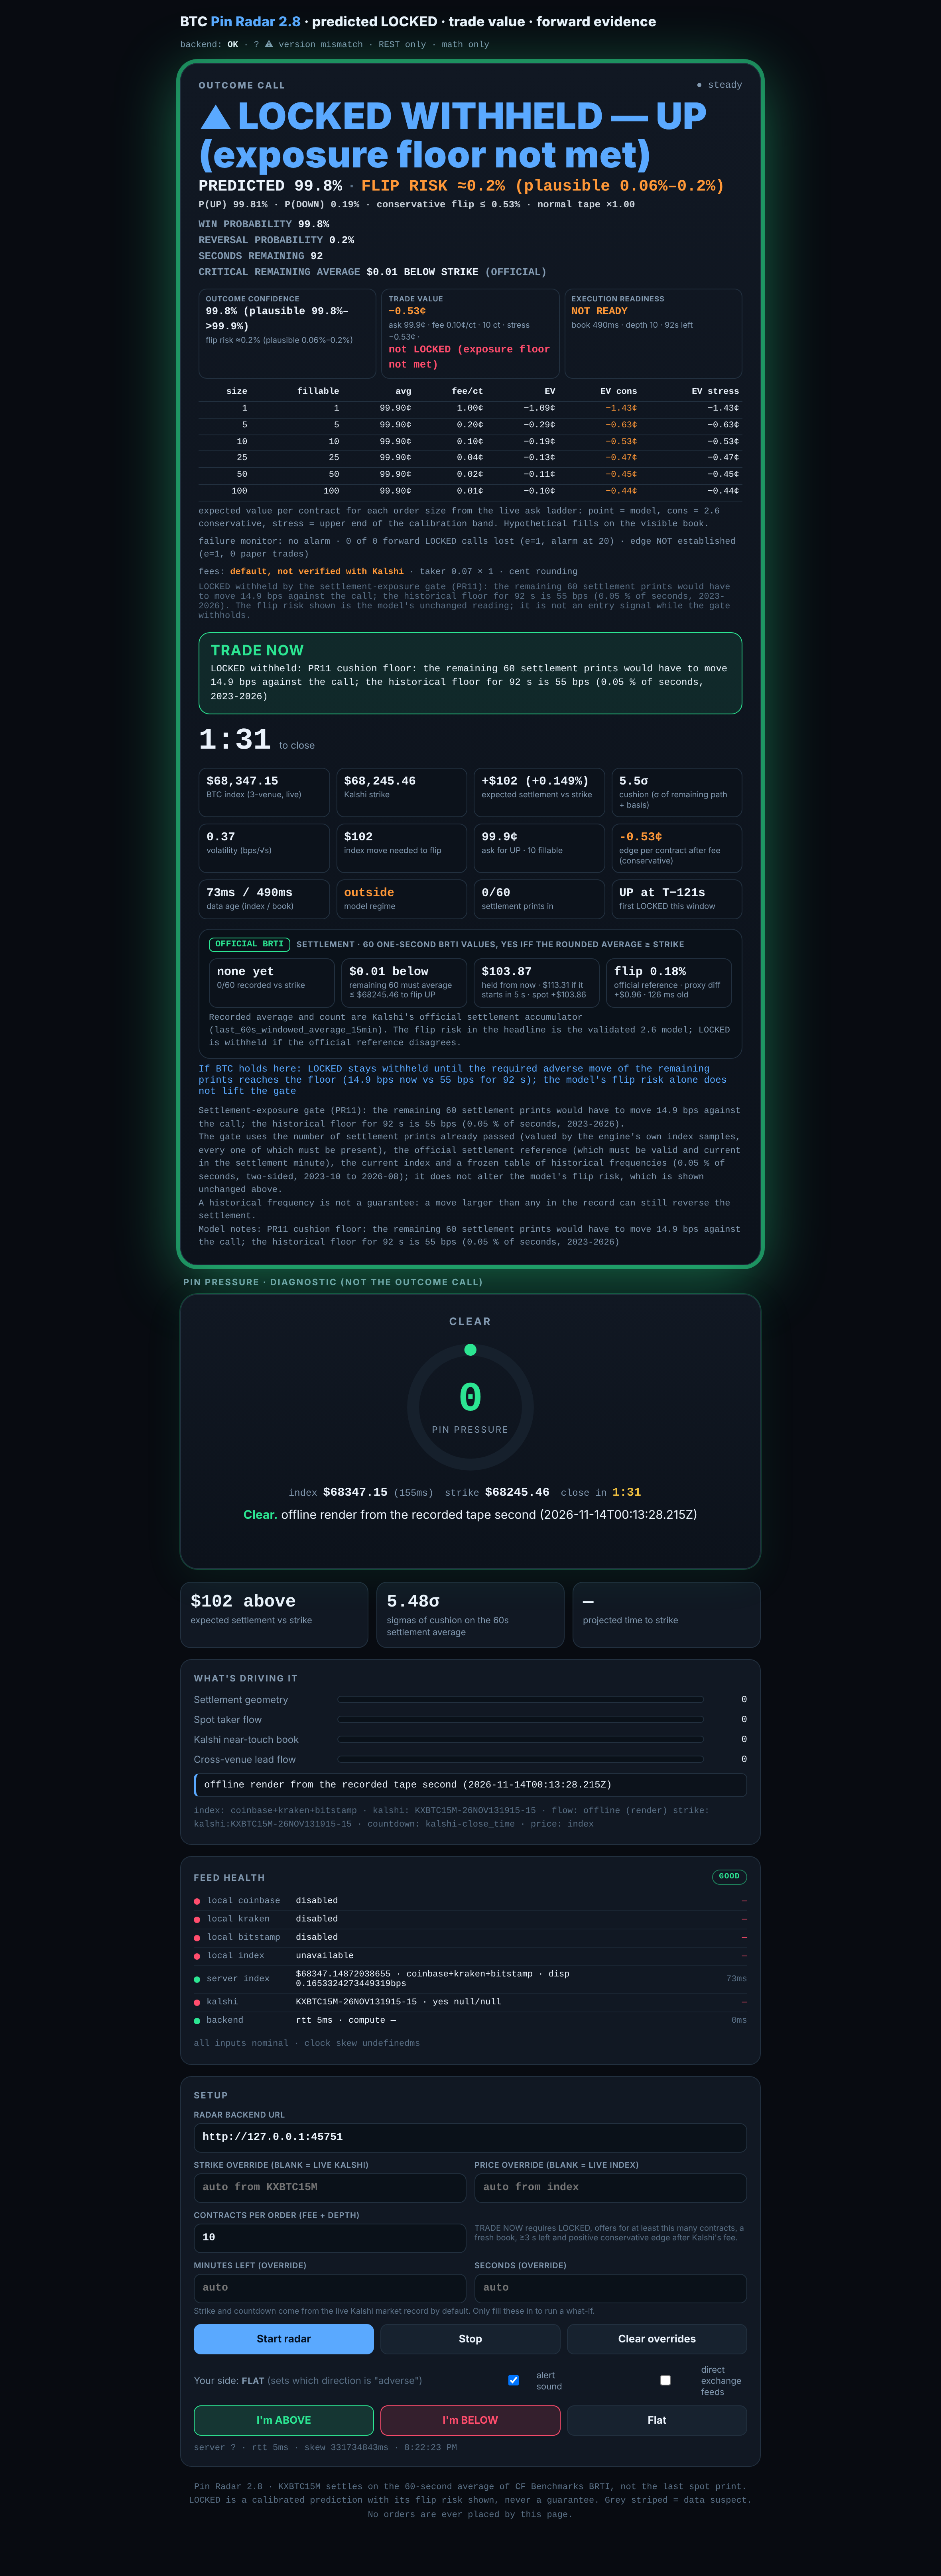 BTC Pin Radar 2.8 · predicted LOCKED · trade value · forward evidence
backend: OK · ? ⚠ version mismatch · REST only · math only
OUTCOME CALL
● steady
▲ LOCKED WITHHELD — UP
(exposure floor not met)
PREDICTED 99.8% · FLIP RISK ≈0.2% (plausible 0.06%–0.2%)
P(UP) 99.81% · P(DOWN) 0.19% · conservative flip ≤ 0.53% · normal tape ×1.00
WIN PROBABILITY 99.8%
REVERSAL PROBABILITY 0.2%
SECONDS REMAINING 92
CRITICAL REMAINING AVERAGE $0.01 BELOW STRIKE (OFFICIAL)
OUTCOME CONFIDENCE
99.8% (plausible 99.8%–
>99.9%)
flip risk ≈0.2% (plausible 0.06%–0.2%)
TRADE VALUE
−0.53¢
ask 99.9¢ · fee 0.10¢/ct · 10 ct · stress
−0.53¢ ·
not LOCKED (exposure floor
not met)
EXECUTION READINESS
NOT READY
book 490ms · depth 10 · 92s left
size fillable avg fee/ct EV EV cons EV stress
1 1 99.90¢ 1.00¢ −1.09¢ −1.43¢ −1.43¢
5 5 99.90¢ 0.20¢ −0.29¢ −0.63¢ −0.63¢
10 10 99.90¢ 0.10¢ −0.19¢ −0.53¢ −0.53¢
25 25 99.90¢ 0.04¢ −0.13¢ −0.47¢ −0.47¢
50 50 99.90¢ 0.02¢ −0.11¢ −0.45¢ −0.45¢
100 100 99.90¢ 0.01¢ −0.10¢ −0.44¢ −0.44¢
expected value per contract for each order size from the live ask ladder: point = model, cons = 2.6
conservative, stress = upper end of the calibration band. Hypothetical fills on the visible book.
failure monitor: no alarm · 0 of 0 forward LOCKED calls lost (e=1, alarm at 20) · edge NOT established
(e=1, 0 paper trades)
fees: default, not verified with Kalshi · taker 0.07 × 1 · cent rounding
LOCKED withheld by the settlement-exposure gate (PR11): the remaining 60 settlement prints would have
to move 14.9 bps against the call; the historical floor for 92 s is 55 bps (0.05 % of seconds, 2023-
2026). The flip risk shown is the model's unchanged reading; it is not an entry signal while the gate
withholds.
TRADE NOW
LOCKED withheld: PR11 cushion floor: the remaining 60 settlement prints would have to move
14.9 bps against the call; the historical floor for 92 s is 55 bps (0.05 % of seconds,
2023-2026)
1:31 to close
$68,347.15
BTC index (3-venue, live)
$68,245.46
Kalshi strike
+$102 (+0.149%)
expected settlement vs strike
5.5σ
cushion (σ of remaining path
+ basis)
0.37
volatility (bps/√s)
$102
index move needed to flip
99.9¢
ask for UP · 10 fillable
-0.53¢
edge per contract after fee
(conservative)
73ms / 490ms
data age (index / book)
outside
model regime
0/60
settlement prints in
UP at T−121s
first LOCKED this window
OFFICIAL BRTI SETTLEMENT · 60 ONE-SECOND BRTI VALUES, YES IFF THE ROUNDED AVERAGE ≥ STRIKE
none yet
0/60 recorded vs strike
$0.01 below
remaining 60 must average
≤ $68245.46 to flip UP
$103.87
held from now · $113.31 if it
starts in 5 s · spot +$103.86
flip 0.18%
official reference · proxy diff
+$0.96 · 126 ms old
Recorded average and count are Kalshi's official settlement accumulator
(last_60s_windowed_average_15min). The flip risk in the headline is the validated 2.6 model; LOCKED
is withheld if the official reference disagrees.
If BTC holds here: LOCKED stays withheld until the required adverse move of the remaining
prints reaches the floor (14.9 bps now vs 55 bps for 92 s); the model's flip risk alone does
not lift the gate
Settlement-exposure gate (PR11): the remaining 60 settlement prints would have to move 14.9 bps against
the call; the historical floor for 92 s is 55 bps (0.05 % of seconds, 2023-2026).
The gate uses the number of settlement prints already passed (valued by the engine's own index samples,
every one of which must be present), the official settlement reference (which must be valid and current
in the settlement minute), the current index and a frozen table of historical frequencies (0.05 % of
seconds, two-sided, 2023-10 to 2026-08); it does not alter the model's flip risk, which is shown
unchanged above.
A historical frequency is not a guarantee: a move larger than any in the record can still reverse the
settlement.
Model notes: PR11 cushion floor: the remaining 60 settlement prints would have to move 14.9 bps against
the call; the historical floor for 92 s is 55 bps (0.05 % of seconds, 2023-2026)
PIN PRESSURE · DIAGNOSTIC (NOT THE OUTCOME CALL)
CLEAR
0
PIN PRESSURE
index $68347.15 (155ms) strike $68245.46 close in 1:31
Clear. offline render from the recorded tape second (2026-11-14T00:13:28.215Z)
$102 above
expected settlement vs strike
5.48σ
sigmas of cushion on the 60s
settlement average
—
projected time to strike
WHAT'S DRIVING IT
Settlement geometry 0
Spot taker flow 0
Kalshi near-touch book 0
Cross-venue lead flow 0
offline render from the recorded tape second (2026-11-14T00:13:28.215Z)
index: coinbase+kraken+bitstamp · kalshi: KXBTC15M-26NOV131915-15 · flow: offline (render) strike:
kalshi:KXBTC15M-26NOV131915-15 · countdown: kalshi-close_time · price: index
FEED HEALTH
GOOD
local coinbase disabled —
local kraken disabled —
local bitstamp disabled —
local index unavailable —
server index $68347.14872038655 · coinbase+kraken+bitstamp · disp
0.1653324273449319bps 73ms
kalshi KXBTC15M-26NOV131915-15 · yes null/null —
backend rtt 5ms · compute — 0ms
all inputs nominal · clock skew undefinedms
SETUP
RADAR BACKEND URL
http://127.0.0.1:45751
STRIKE OVERRIDE (BLANK = LIVE KALSHI)
auto from KXBTC15M
PRICE OVERRIDE (BLANK = LIVE INDEX)
auto from index
CONTRACTS PER ORDER (FEE + DEPTH)
10
TRADE NOW requires LOCKED, offers for at least this many contracts, a
fresh book, ≥3 s left and positive conservative edge after Kalshi's fee.
MINUTES LEFT (OVERRIDE)
auto
SECONDS (OVERRIDE)
auto
Strike and countdown come from the live Kalshi market record by default. Only fill these in to run a what-if.
Start radar
Stop
Clear overrides
Your side: FLAT (sets which direction is "adverse")
alert
sound
direct
exchange
feeds
I'm ABOVE
I'm BELOW
Flat
server ? · rtt 5ms · skew 331734843ms · 8:22:23 PM
Pin Radar 2.8 · KXBTC15M settles on the 60-second average of CF Benchmarks BRTI, not the last spot print.
LOCKED is a calibrated prediction with its flip risk shown, never a guarantee. Grey striped = data suspect.
No orders are ever placed by this page.